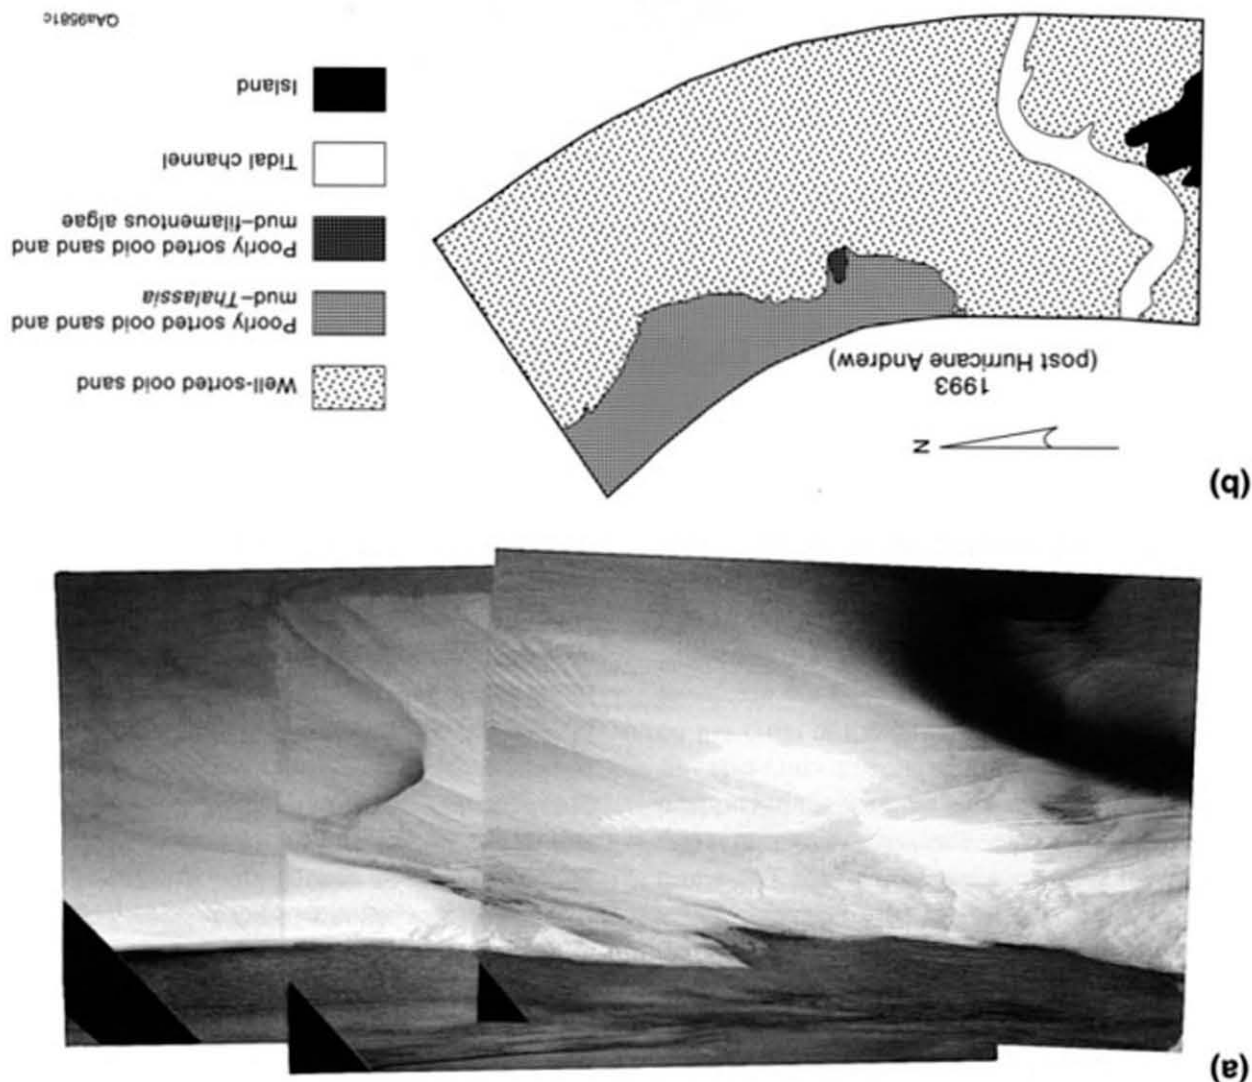 (a)
(b)
N
1993
(post Hurricane Andrew)
Well-sorted ooid sand
Poorly sorted ooid sand and
mud–Thalassia
Poorly sorted ooid sand and
mud–filamentous algae
Tidal channel
Island
QAa9581c